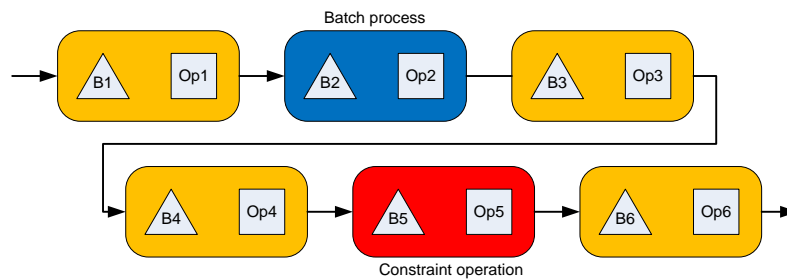 Batch process
B1 Op1 B2 Op2 B3 Op3
B4 Op4 B5 Op5 B6 Op6
Constraint operation